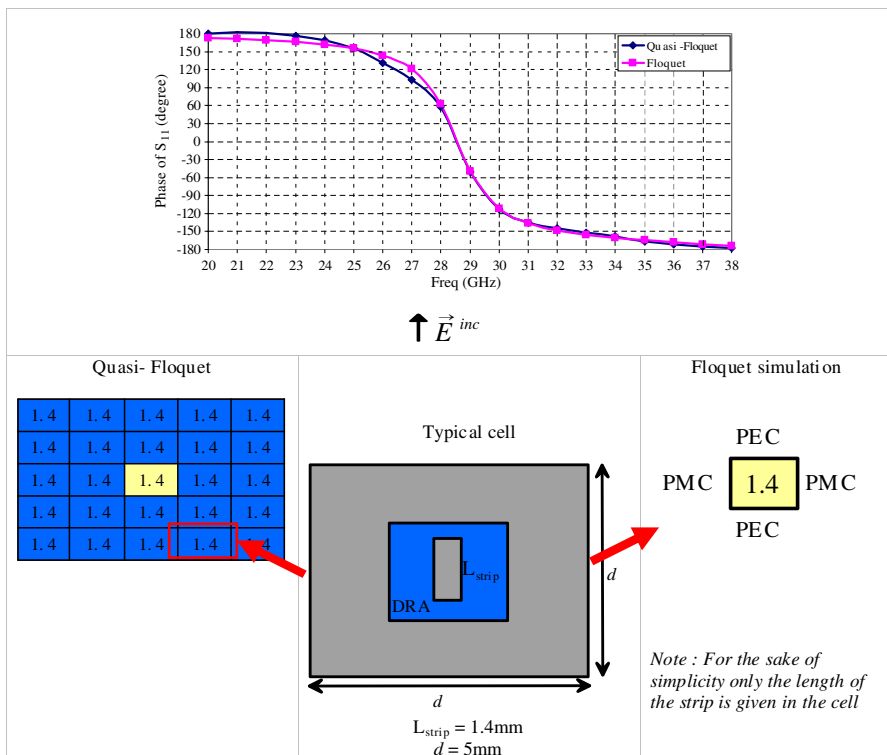 180
150
120
90
60
30
0
-30
-60
-90
-120
-150
-180
Phase of S11 (degree)
Quasi -Floquet
Floquet
20 21 22 23 24 25 26 27 28 29 30 31 32 33 34 35 36 37 38
Freq (GHz)
E inc
Quasi- Floquet
1. 4 1. 4 1. 4 1. 4 1. 4
1. 4 1. 4 1. 4 1. 4 1. 4
1. 4 1. 4 1. 4 1. 4 1. 4
1. 4 1. 4 1. 4 1. 4 1. 4
1. 4 1. 4 1. 4 1. 4 1. 4
Typical cell
Lstrip
DRA
d
d
Lstrip = 1.4mm
d = 5mm
Floquet simulation
PEC
PMC 1.4 PMC
PEC
Note : For the sake of
simplicity only the length of
the strip is given in the cell